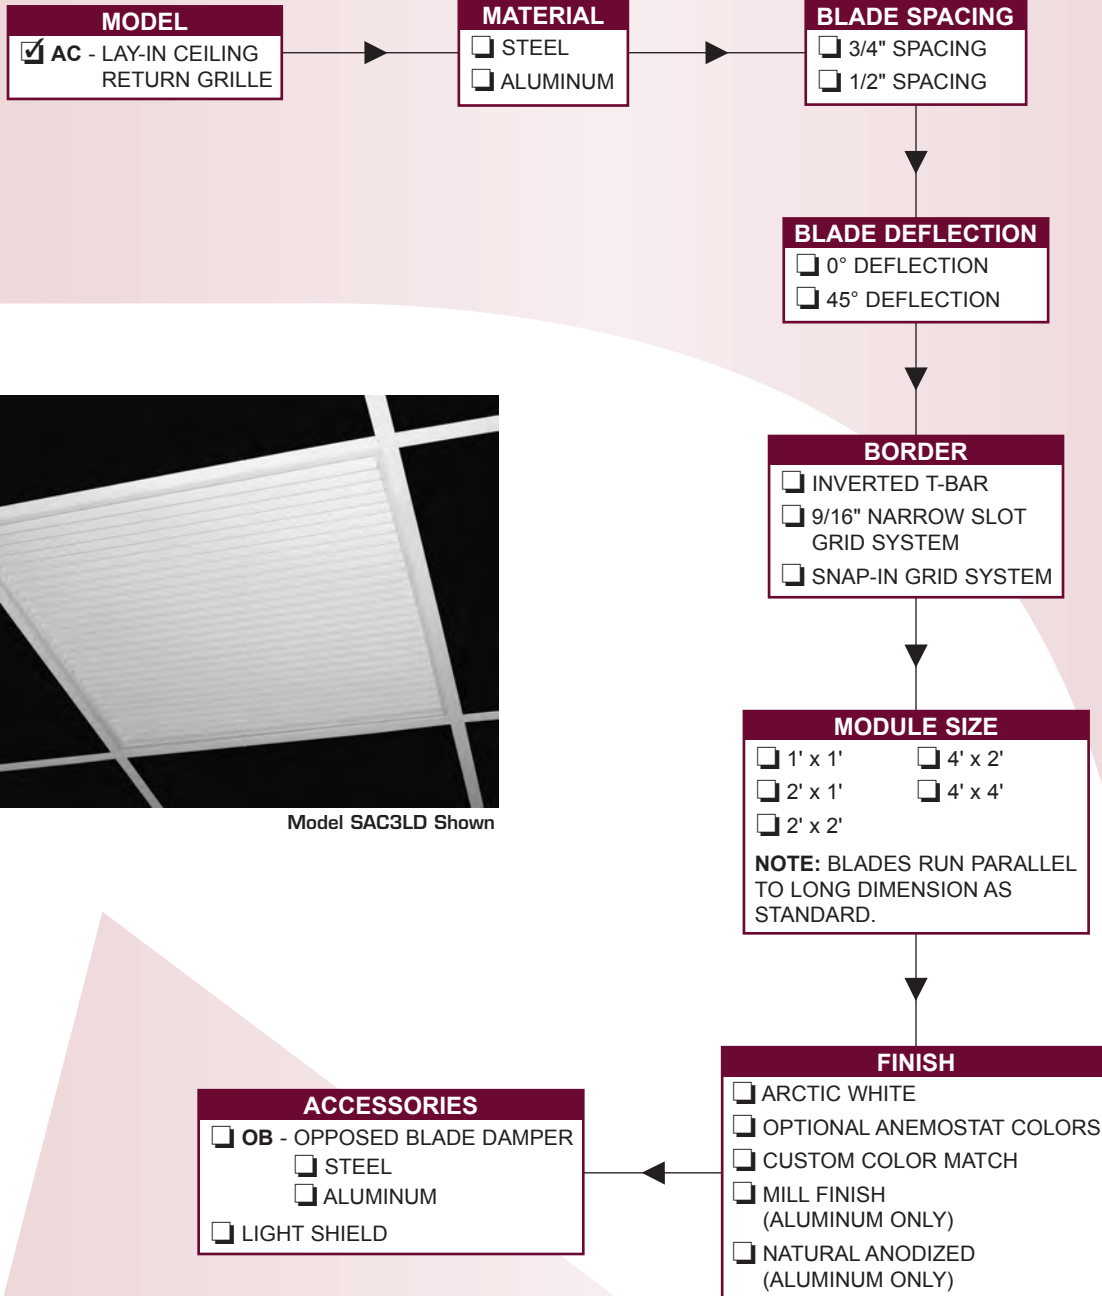 MODEL
☑ AC - LAY-IN CEILING
RETURN GRILLE
MATERIAL
☐ STEEL
☐ ALUMINUM
BLADE SPACING
☐ 3/4" SPACING
☐ 1/2" SPACING
BLADE DEFLECTION
☐ 0° DEFLECTION
☐ 45° DEFLECTION
BORDER
☐ INVERTED T-BAR
☐ 9/16" NARROW SLOT
GRID SYSTEM
☐ SNAP-IN GRID SYSTEM
Model SAC3LD Shown
MODULE SIZE
☐ 1' x 1' ☐ 4' x 2'
☐ 2' x 1' ☐ 4' x 4'
☐ 2' x 2'
NOTE: BLADES RUN PARALLEL
TO LONG DIMENSION AS
STANDARD.
FINISH
☐ ARCTIC WHITE
☐ OPTIONAL ANEMOSTAT COLORS
☐ CUSTOM COLOR MATCH
☐ MILL FINISH
(ALUMINUM ONLY)
☐ NATURAL ANODIZED
(ALUMINUM ONLY)
ACCESSORIES
☐ OB - OPPOSED BLADE DAMPER
☐ STEEL
☐ ALUMINUM
☐ LIGHT SHIELD